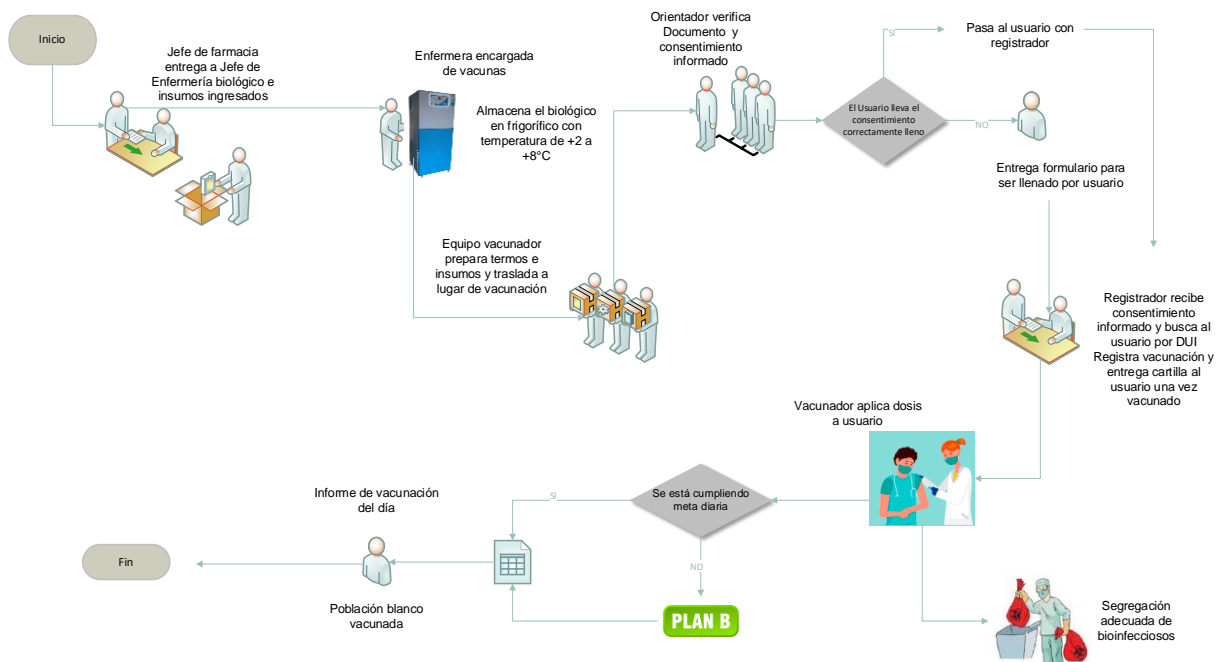 Inicio
Jefe de farmacia
entrega a Jefe de
Enfermería biológico e
insumos ingresados
Enfermera encargada
de vacunas
Almacena el biológico
en frigorífico con
temperatura de +2 a
+8°C
Orientador verifica
Documento y
consentimiento
informado
SI
Pasa al usuario con
registrador
El Usuario lleva el
consentimiento
correctamente lleno
NO
Entrega formulario para
ser llenado por usuario
Equipo vacunador
prepara termos e
insumos y traslada a
lugar de vacunación
Registrador recibe
consentimiento
informado y busca al
usuario por DUI
Registra vacunación y
entrega cartilla al
usuario una vez
vacunado
Vacunador aplica dosis
a usuario
Se está cumpliendo
meta diaria
SI
NO
PLAN B
Informe de vacunación
del día
Población blanco
vacunada
Fin
Segregación
adecuada de
bioinfecciosos